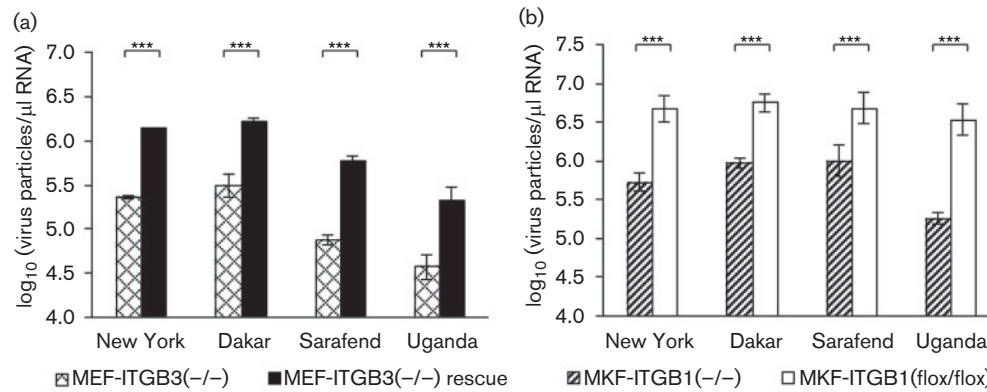 (a)
*** *** *** ***
7.0
6.5
6.0
5.5
5.0
4.5
4.0
log10 (virus particles/μl RNA)
New York Dakar Sarafend Uganda
MEF-ITGB3(−/−) MEF-ITGB3(−/−) rescue
(b)
*** *** *** ***
7.5
7.0
6.5
6.0
5.5
5.0
4.5
4.0
log10 (virus particles/μl RNA)
New York Dakar Sarafend Uganda
MKF-ITGB1(−/−) MKF-ITGB1(flox/flox)